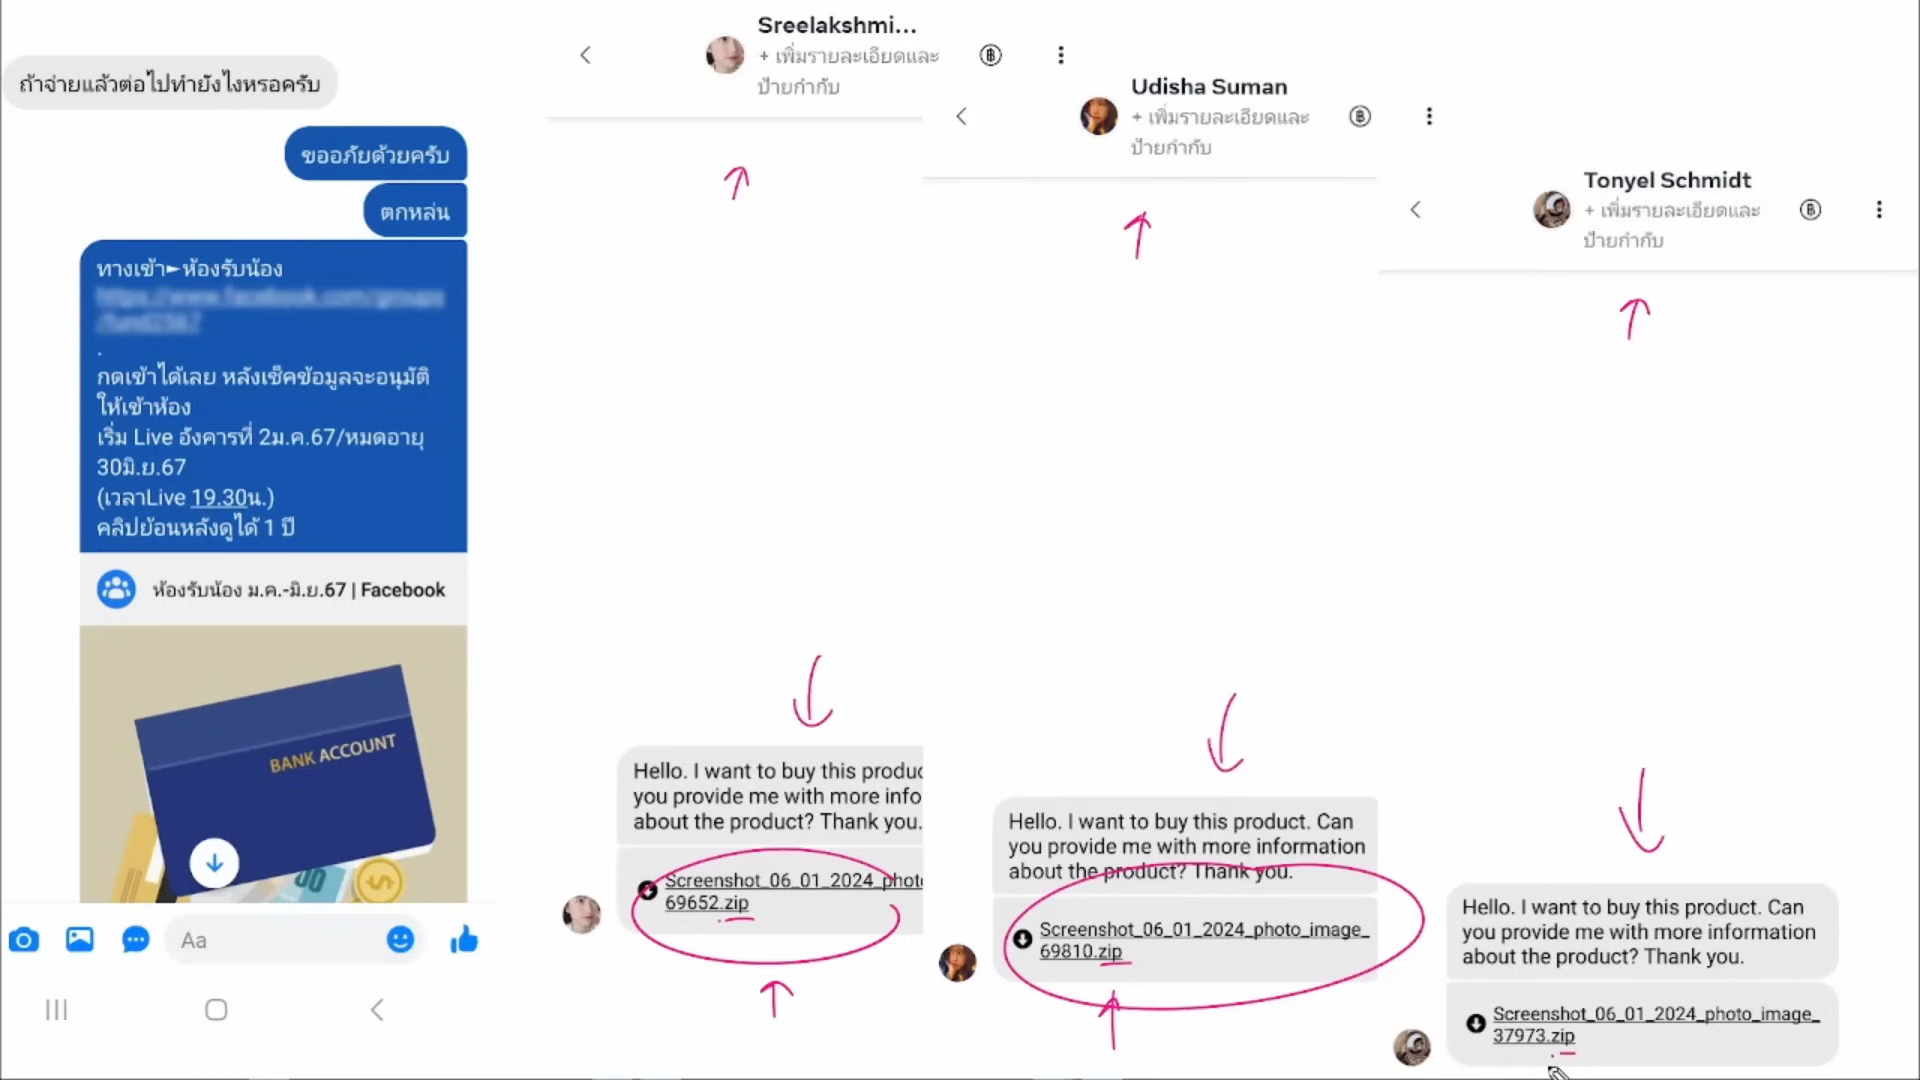 ถ้าจ่ายแล้วต่อไปทำยังไงหรอครับ
ขออภัยด้วยครับ
ตกหล่น
ทางเข้า►ห้องรับน้อง
.
กดเข้าได้เลย หลังเช็คข้อมูลจะอนุมัติ
ให้เข้าห้อง
เริ่ม Live อังคารที่ 2ม.ค.67/หมดอายุ
30มิ.ย.67
(เวลาLive 19.30น.)
คลิปย้อนหลังดูได้ 1 ปี
ห้องรับน้อง ม.ค.-มิ.ย.67 | Facebook
BANK ACCOUNT
Aa
Sreelakshmi...
+ เพิ่มรายละเอียดและ
ป้ายกำกับ
Hello. I want to buy this produc
you provide me with more info
about the product? Thank you.
Screenshot_06_01_2024_photo
69652.zip
Udisha Suman
+ เพิ่มรายละเอียดและ
ป้ายกำกับ
Hello. I want to buy this product. Can
you provide me with more information
about the product? Thank you.
Screenshot_06_01_2024_photo_image_
69810.zip
Tonyel Schmidt
+ เพิ่มรายละเอียดและ
ป้ายกำกับ
Hello. I want to buy this product. Can
you provide me with more information
about the product? Thank you.
Screenshot_06_01_2024_photo_image_
37973.zip